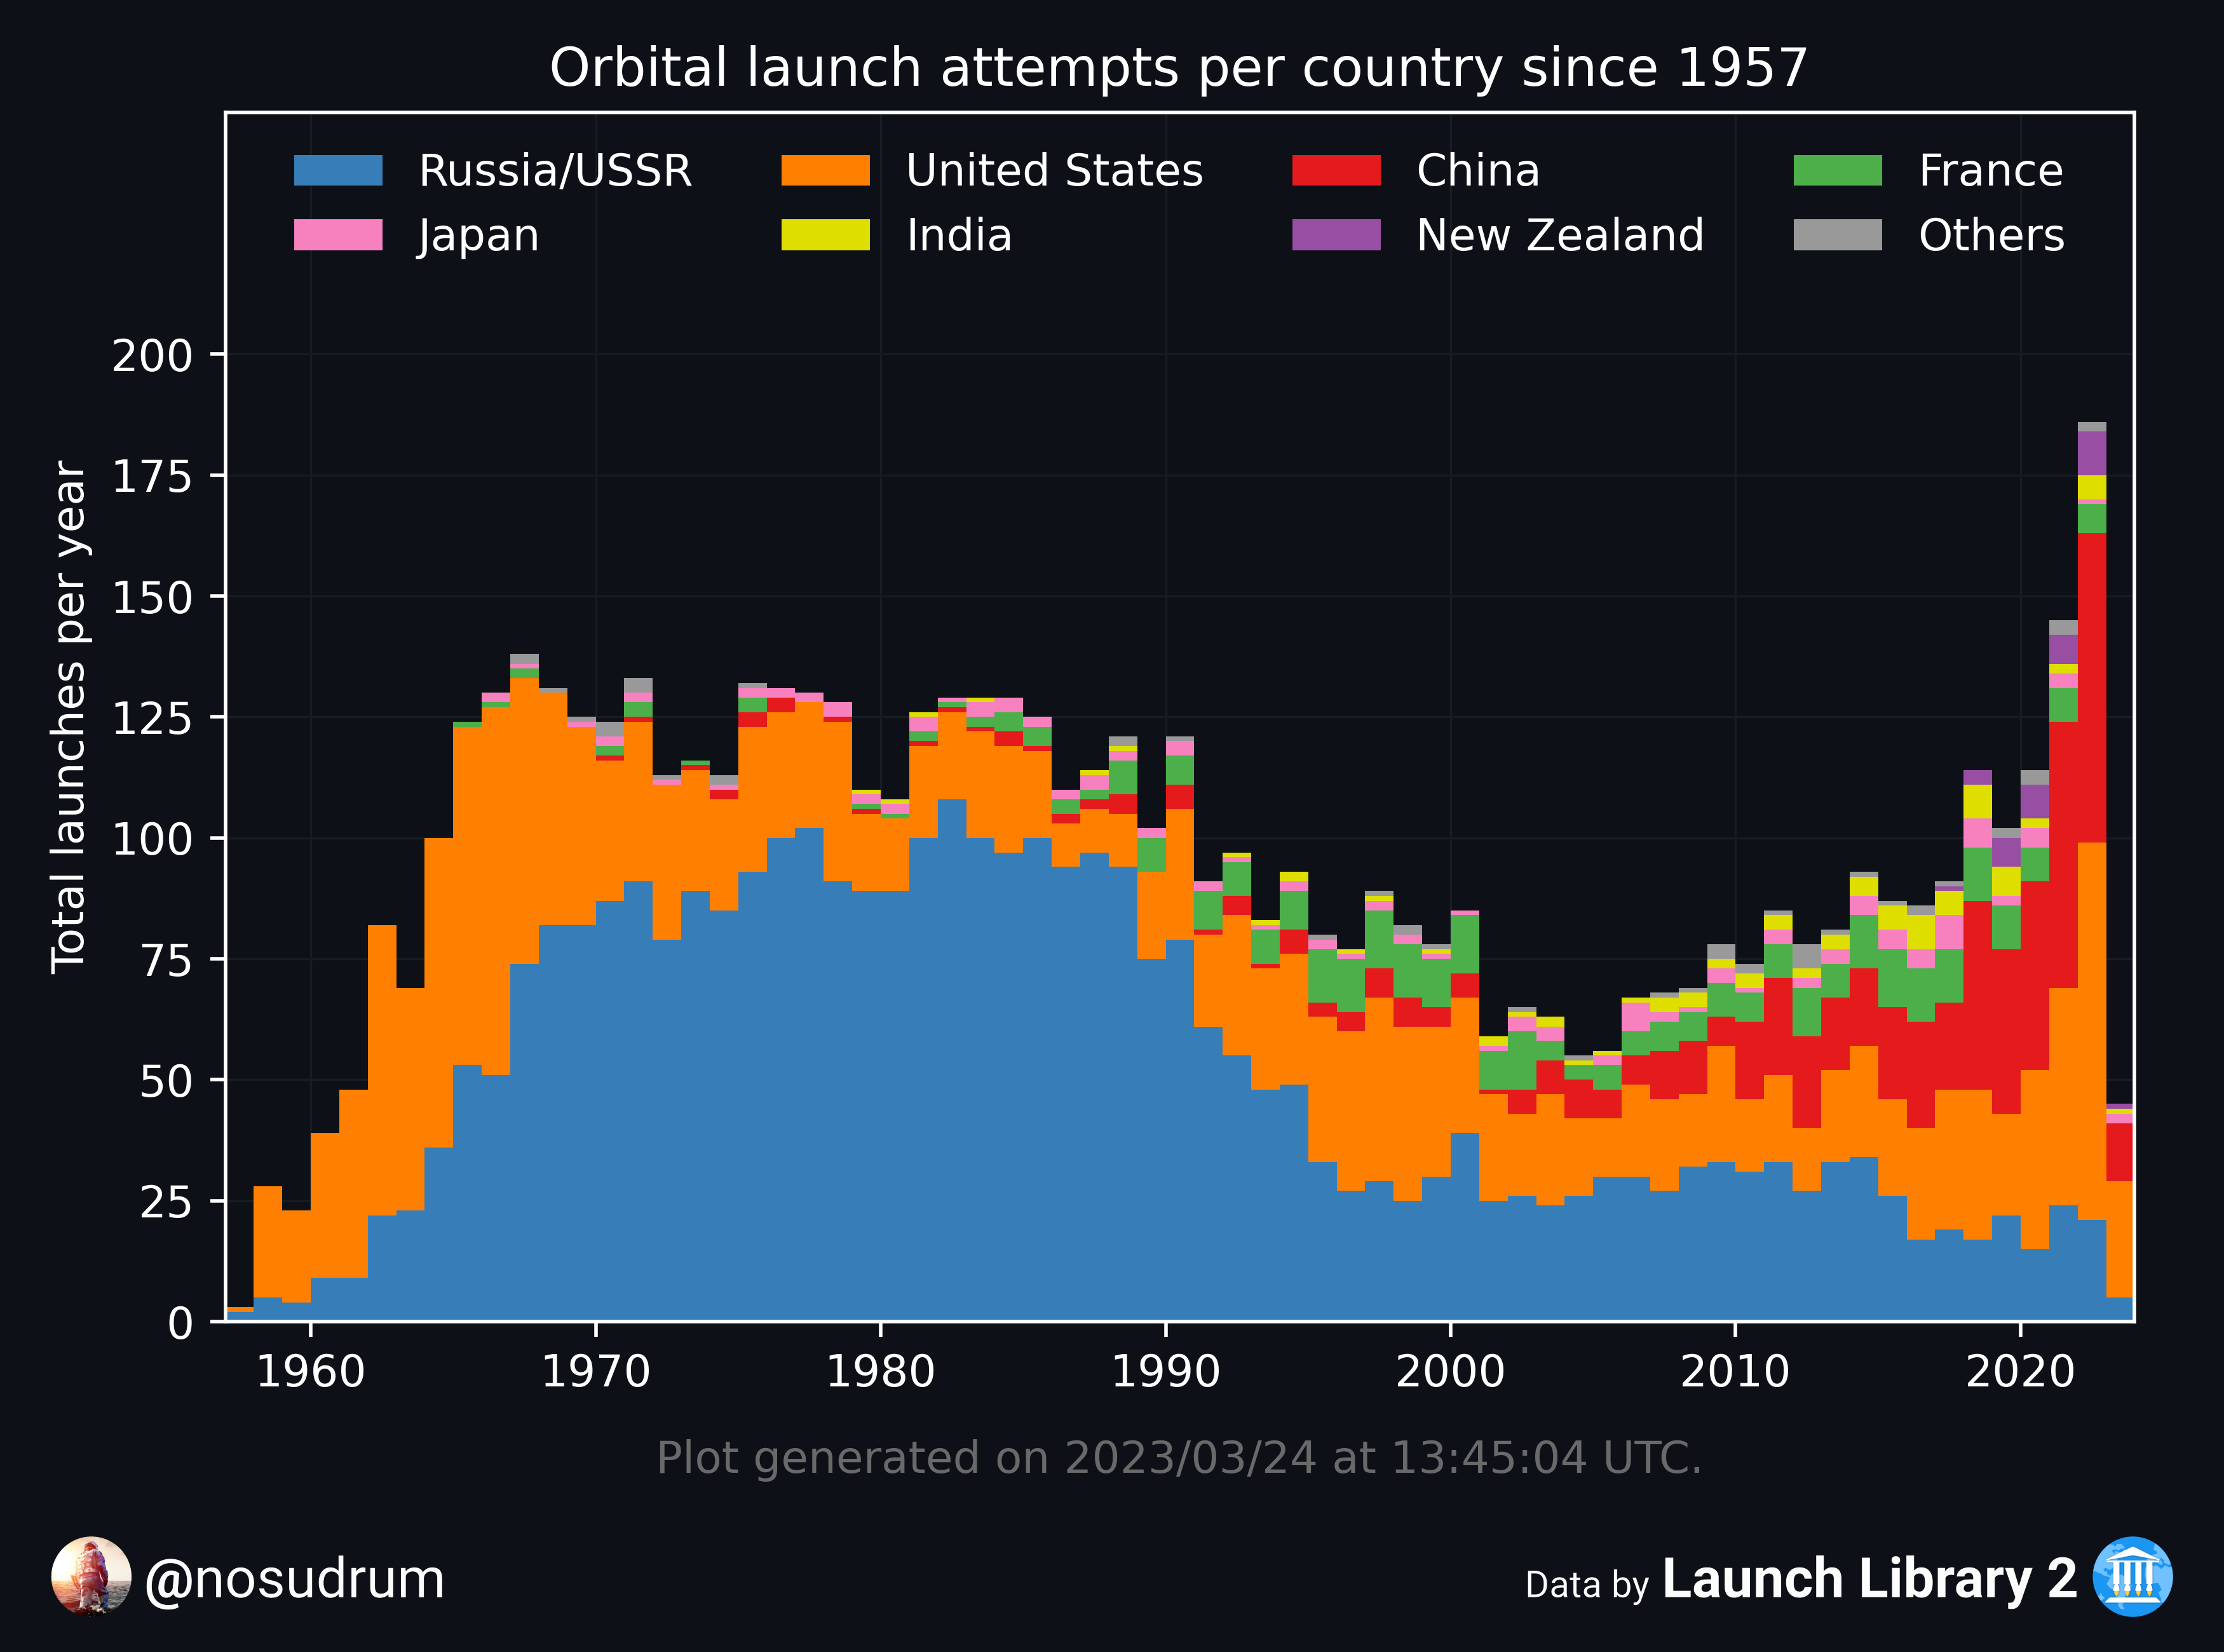 Orbital launch attempts per country since 1957
Russia/USSR United States China France
Japan India New Zealand Others
Total launches per year
200
175
150
125
100
75
50
25
0
1960 1970 1980 1990 2000 2010 2020
Plot generated on 2023/03/24 at 13:45:04 UTC.
@nosudrum
Data by Launch Library 2